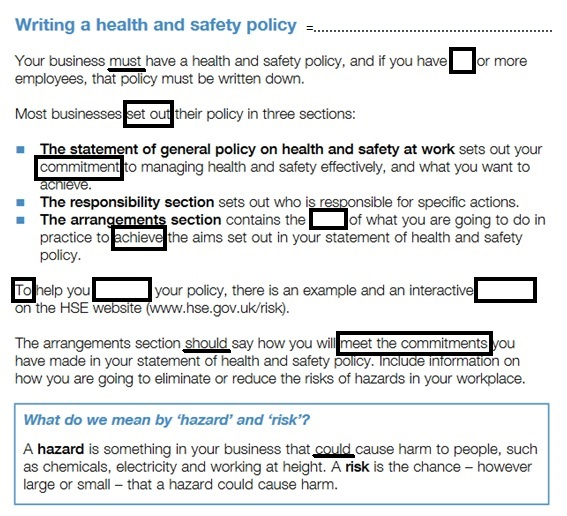 Writing a health and safety policy =
Your business must have a health and safety policy, and if you have or more
employees, that policy must be written down.
Most businesses set out their policy in three sections:
The statement of general policy on health and safety at work sets out your
commitment to managing health and safety effectively, and what you want to
achieve.
The responsibility section sets out who is responsible for specific actions.
The arrangements section contains the of what you are going to do in
practice to achieve the aims set out in your statement of health and safety
policy.
To help you your policy, there is an example and an interactive
on the HSE website (www.hse.gov.uk/risk).
The arrangements section should say how you will meet the commitments you
have made in your statement of health and safety policy. Include information on
how you are going to eliminate or reduce the risks of hazards in your workplace.
What do we mean by ‘hazard’ and ‘risk’?
A hazard is something in your business that could cause harm to people, such
as chemicals, electricity and working at height. A risk is the chance – however
large or small – that a hazard could cause harm.